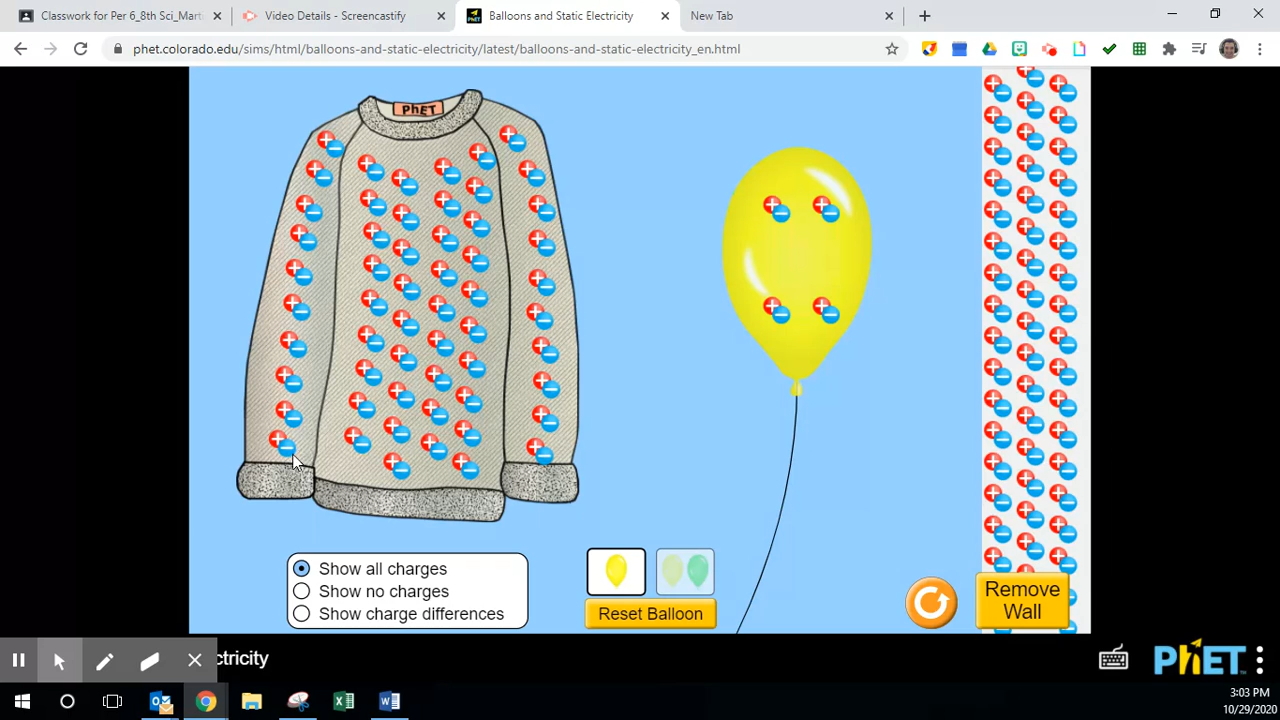 Classwork for Per 6_8th Sci_Mart
Video Details - Screencastify
Balloons and Static Electricity
New Tab
phet.colorado.edu/sims/html/balloons-and-static-electricity/latest/balloons-and-static-electricity_en.html
PhET
Show all charges
Show no charges
Show charge differences
Reset Balloon
Remove
Wall
ctricity
PhET
3:03 PM
10/29/2020